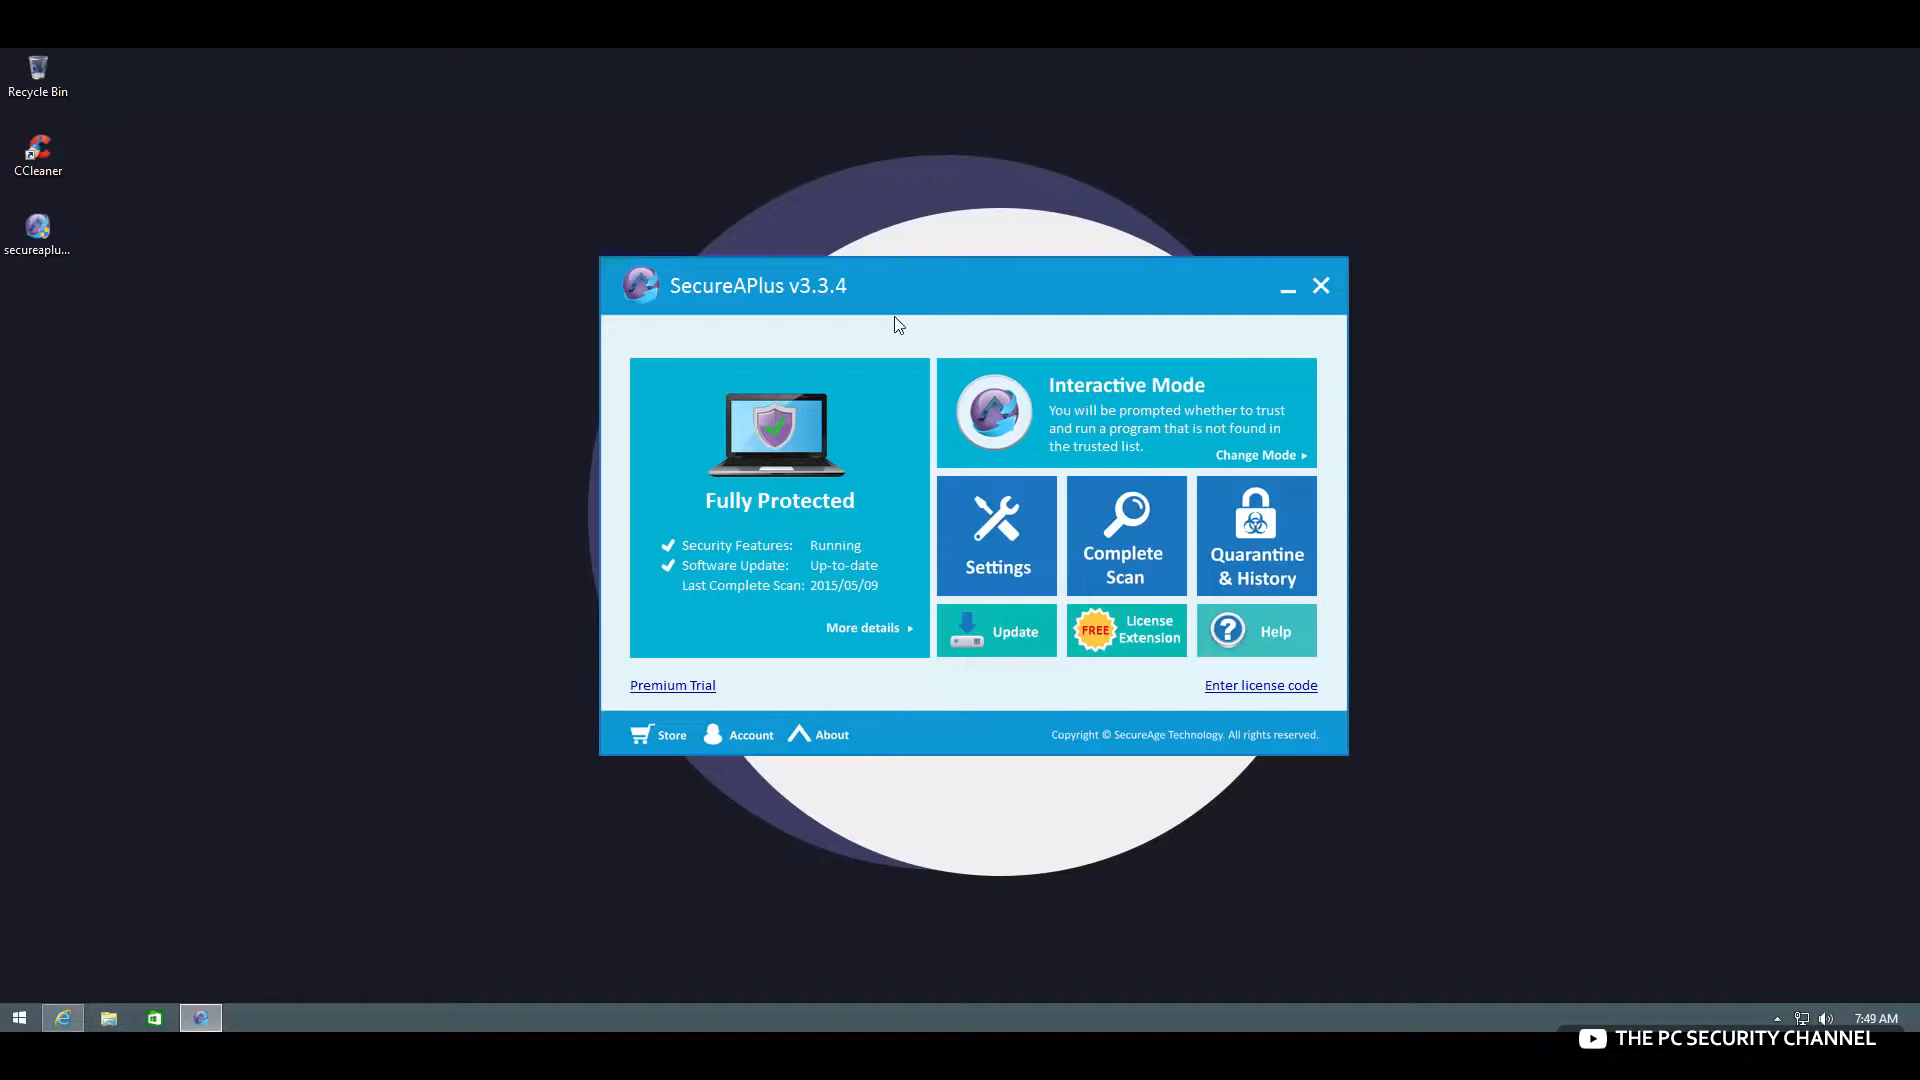 Recycle Bin
CCleaner
secureaplu...
SecureAPlus v3.3.4
Fully Protected
Security Features: Running
Software Update: Up-to-date
Last Complete Scan: 2015/05/09
More details
Interactive Mode
You will be prompted whether to trust
and run a program that is not found in
the trusted list.
Change Mode
Settings
Complete
Scan
Quarantine
& History
Update
FREE
License
Extension
Help
Premium Trial
Enter license code
Store
Account
About
Copyright © SecureAge Technology. All rights reserved.
7:49 AM
THE PC SECURITY CHANNEL